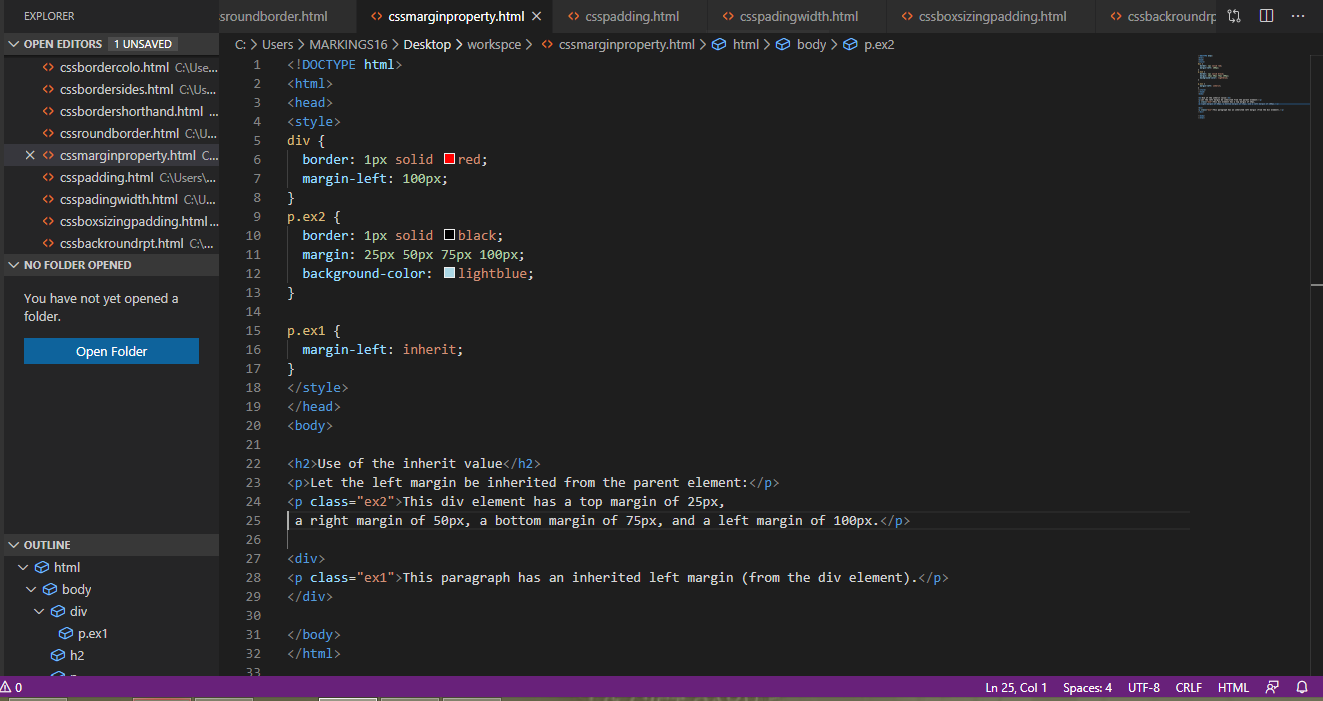 EXPLORER
sroundborder.html
cssmarginproperty.html
csspadding.html
csspadingwidth.html
cssboxsizingpadding.html
cssbackroundrp
OPEN EDITORS 1 UNSAVED
cssbordercolo.html C:\Use...
cssbordersides.html C:\Us...
cssbordershorthand.html ...
cssroundborder.html C:\U...
cssmarginproperty.html C...
csspadding.html C:\Users\...
csspadingwidth.html C:\U...
cssboxsizingpadding.html ...
cssbackroundrpt.html C:\...
NO FOLDER OPENED
You have not yet opened a
folder.
Open Folder
OUTLINE
html
body
div
p.ex1
h2
C: > Users > MARKINGS16 > Desktop > workspce > cssmarginproperty.html > html > body > p.ex2
1 <!DOCTYPE html>
2 <html>
3 <head>
4 <style>
5 div {
6 border: 1px solid red;
7 margin-left: 100px;
8 }
9 p.ex2 {
10 border: 1px solid black;
11 margin: 25px 50px 75px 100px;
12 background-color: lightblue;
13 }
14
15 p.ex1 {
16 margin-left: inherit;
17 }
18 </style>
19 </head>
20 <body>
21
22 <h2>Use of the inherit value</h2>
23 <p>Let the left margin be inherited from the parent element:</p>
24 <p class="ex2">This div element has a top margin of 25px,
25 a right margin of 50px, a bottom margin of 75px, and a left margin of 100px.</p>
26
27 <div>
28 <p class="ex1">This paragraph has an inherited left margin (from the div element).</p>
29 </div>
30
31 </body>
32 </html>
33
0
Ln 25, Col 1 Spaces: 4 UTF-8 CRLF HTML